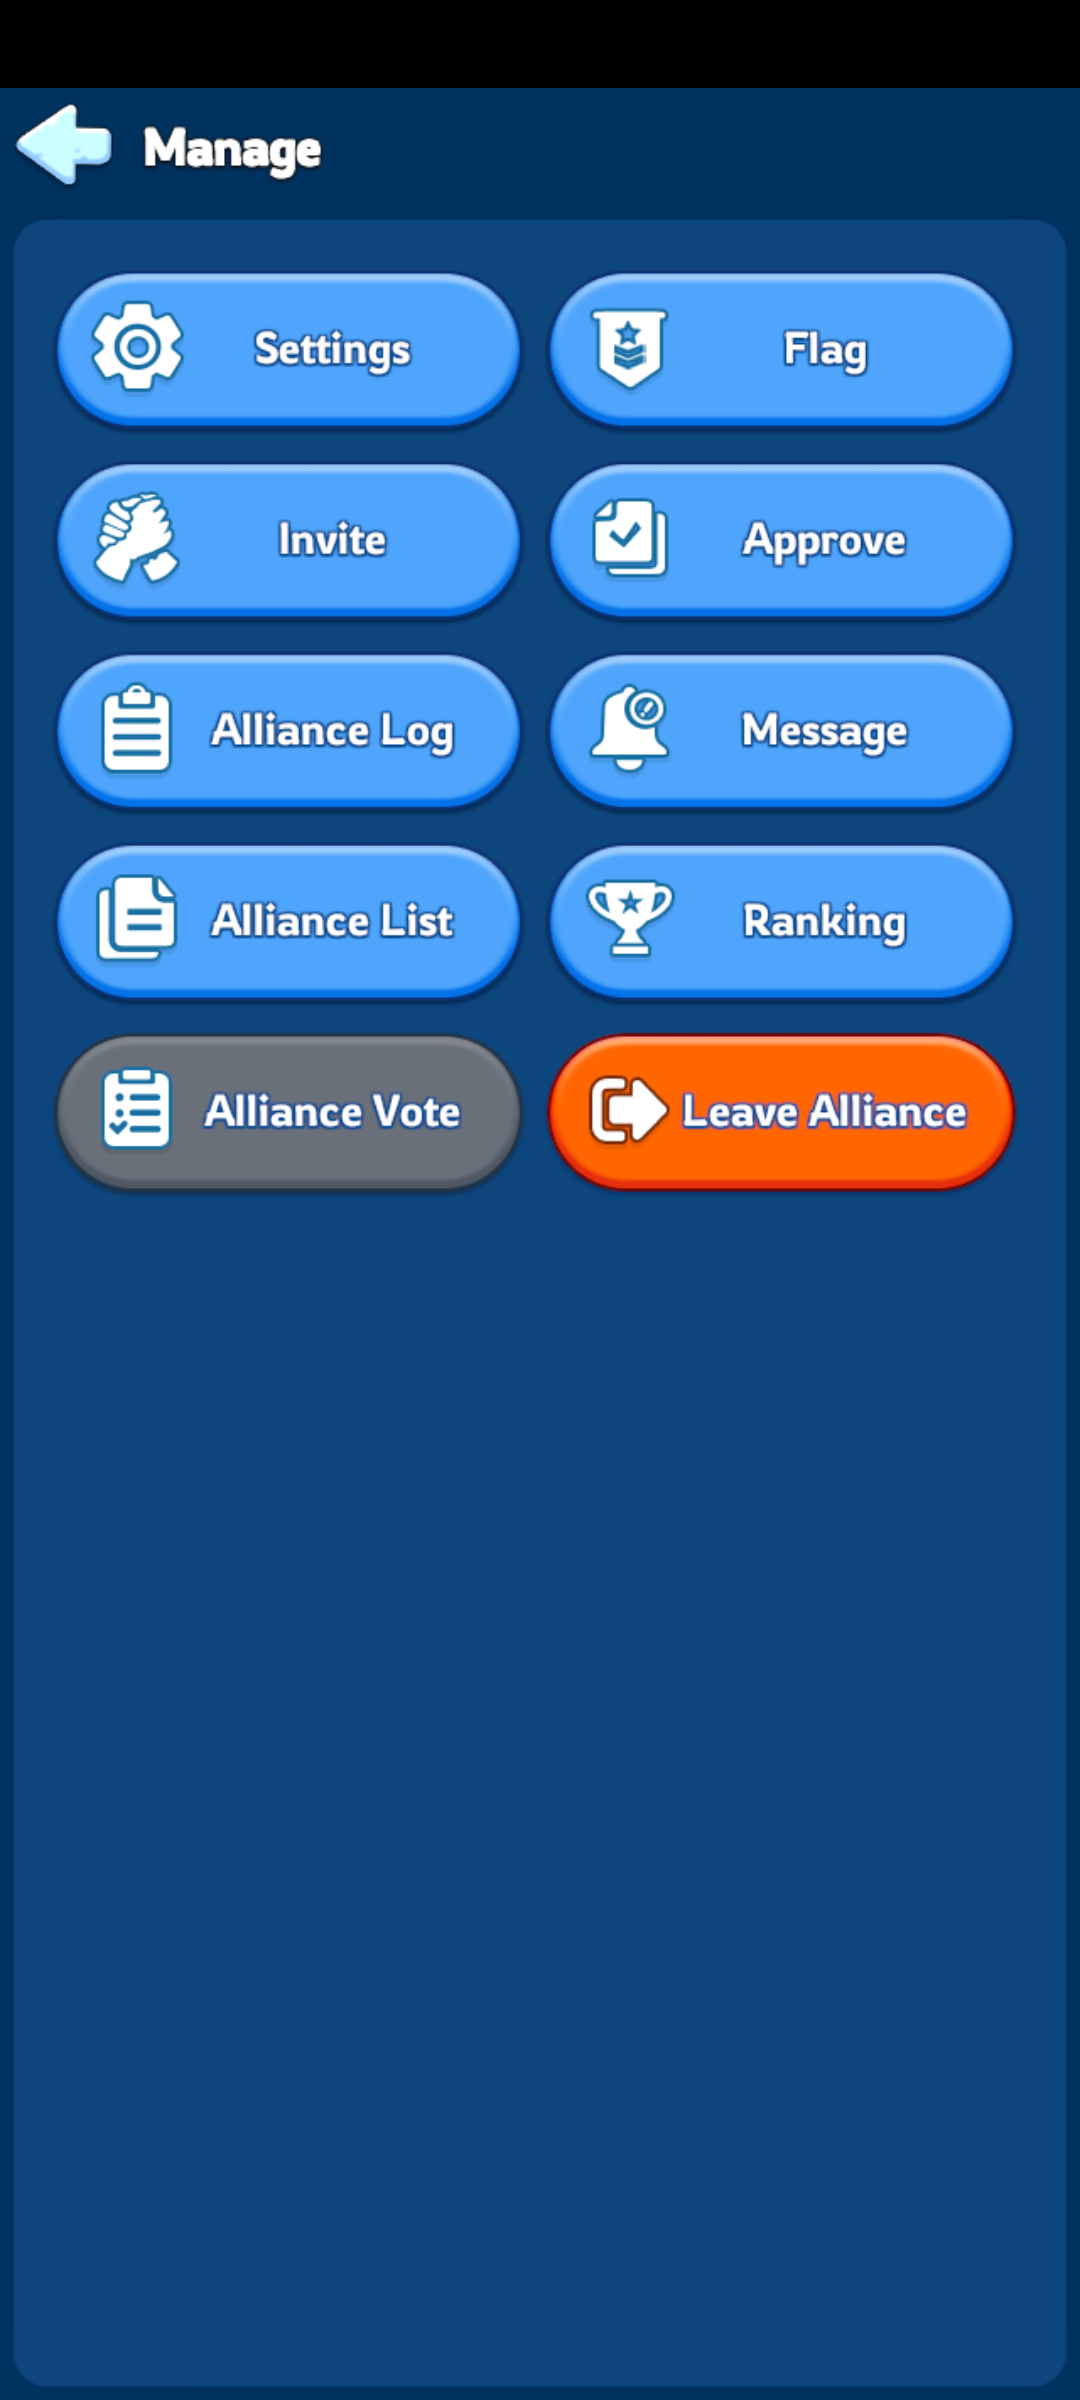 Manage
Settings
Flag
Invite
Approve
Alliance Log
Message
Alliance List
Ranking
Alliance Vote
Leave Alliance